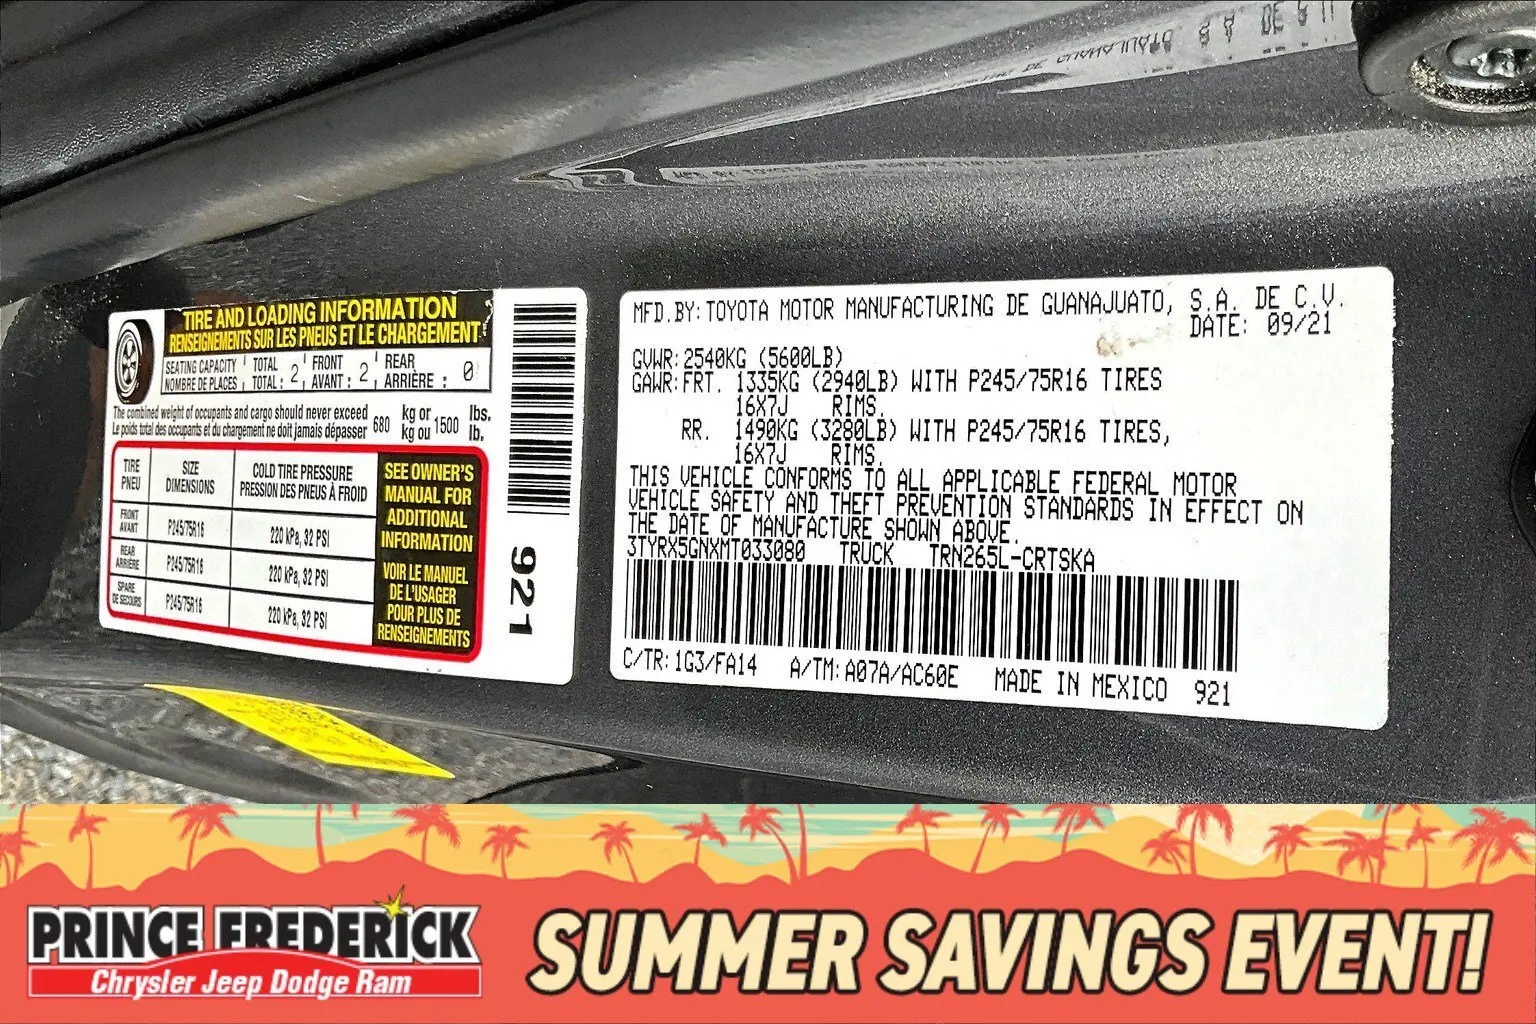 TIRE AND LOADING INFORMATION
RENSEIGNEMENTS SUR LES PNEUS ET LE CHARGEMENT
SEATING CAPACITY TOTAL : 2 FRONT : 2 REAR : 0
NOMBRE DE PLACES TOTAL AVANT ARRIÈRE
The combined weight of occupants and cargo should never exceed 680 kg or 1500 lbs.
Le poids total des occupants et du chargement ne doit jamais dépasser kg ou lb.
TIRE SIZE COLD TIRE PRESSURE
PNEU DIMENSIONS PRESSION DES PNEUS À FROID
FRONT
AVANT P245/75R16 220 kPa, 32 PSI
REAR
ARRIÈRE P245/75R16 220 kPa, 32 PSI
SPARE
DE SECOURS P245/75R16 220 kPa, 32 PSI
SEE OWNER'S
MANUAL FOR
ADDITIONAL
INFORMATION
VOIR LE MANUEL
DE L'USAGER
POUR PLUS DE
RENSEIGNEMENTS
921
MFD.BY:TOYOTA MOTOR MANUFACTURING DE GUANAJUATO, S.A. DE C.V.
DATE: 09/21
GVWR:2540KG (5600LB)
GAWR:FRT. 1335KG (2940LB) WITH P245/75R16 TIRES
16X7J RIMS.
RR. 1490KG (3280LB) WITH P245/75R16 TIRES,
16X7J RIMS.
THIS VEHICLE CONFORMS TO ALL APPLICABLE FEDERAL MOTOR
VEHICLE SAFETY AND THEFT PREVENTION STANDARDS IN EFFECT ON
THE DATE OF MANUFACTURE SHOWN ABOVE.
3TYRX5GNXMT033080 TRUCK TRN265L-CRTSKA
C/TR:1G3/FA14 A/TM:A07A/AC60E MADE IN MEXICO 921
PRINCE FREDERICK
Chrysler Jeep Dodge Ram
SUMMER SAVINGS EVENT!